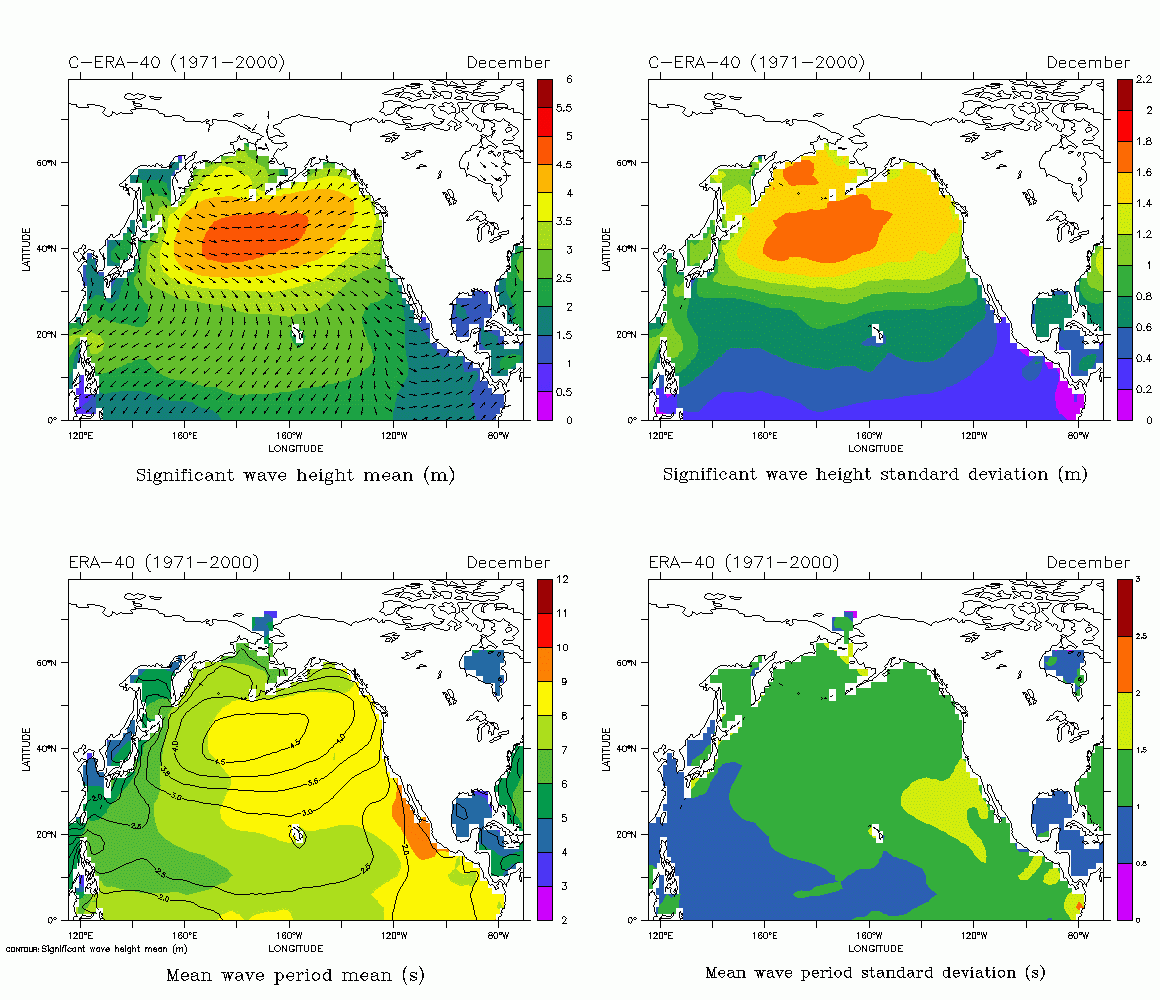 C-ERA-40 (1971-2000) December
6
5.5
5
4.5
4
3.5
3
2.5
2
1.5
1
0.5
0
60°N
40°N
20°N
0°
LATITUDE
120°E 160°E 160°W 120°W 80°W
LONGITUDE
Significant wave height mean (m)
C-ERA-40 (1971-2000) December
2.2
2
1.8
1.6
1.4
1.2
1
0.8
0.6
0.4
0.2
0
60°N
40°N
20°N
0°
LATITUDE
120°E 160°E 160°W 120°W 80°W
LONGITUDE
Significant wave height standard deviation (m)
ERA-40 (1971-2000) December
12
11
10
9
8
7
6
5
4
3
2
60°N
40°N
20°N
0°
LATITUDE
120°E 160°E 160°W 120°W 80°W
LONGITUDE
CONTOUR: Significant wave height mean (m)
Mean wave period mean (s)
ERA-40 (1971-2000) December
3
2.5
2
1.5
1
0.5
0
60°N
40°N
20°N
0°
LATITUDE
120°E 160°E 160°W 120°W 80°W
LONGITUDE
Mean wave period standard deviation (s)